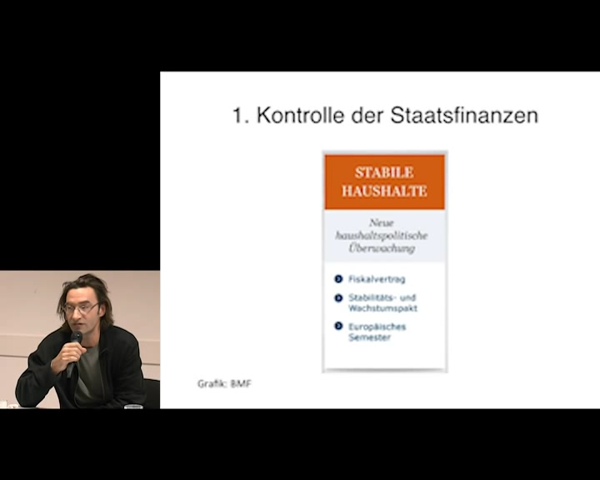 1. Kontrolle der Staatsfinanzen
STABILE
HAUSHALTE
Neue
haushaltspolitische
Überwachung
Fiskalvertrag
Stabilitäts- und
Wachstumspakt
Europäisches
Semester
Grafik: BMF